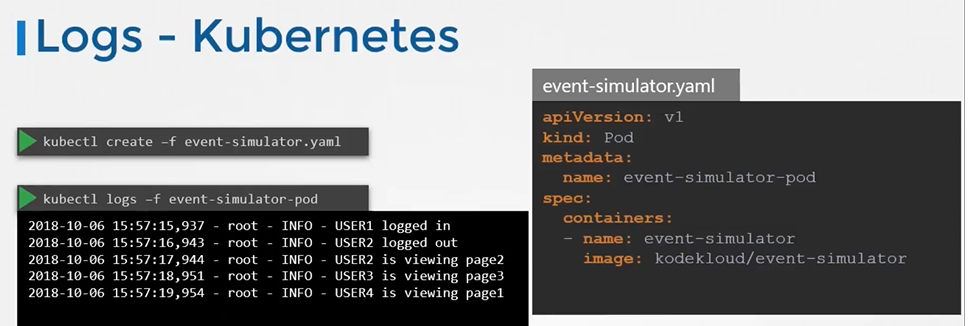 Logs - Kubernetes
kubectl create –f event-simulator.yaml
kubectl logs –f event-simulator-pod
2018-10-06 15:57:15,937 - root - INFO - USER1 logged in
2018-10-06 15:57:16,943 - root - INFO - USER2 logged out
2018-10-06 15:57:17,944 - root - INFO - USER2 is viewing page2
2018-10-06 15:57:18,951 - root - INFO - USER3 is viewing page3
2018-10-06 15:57:19,954 - root - INFO - USER4 is viewing page1
event-simulator.yaml
apiVersion: v1
kind: Pod
metadata:
  name: event-simulator-pod
spec:
  containers:
  - name: event-simulator
    image: kodekloud/event-simulator